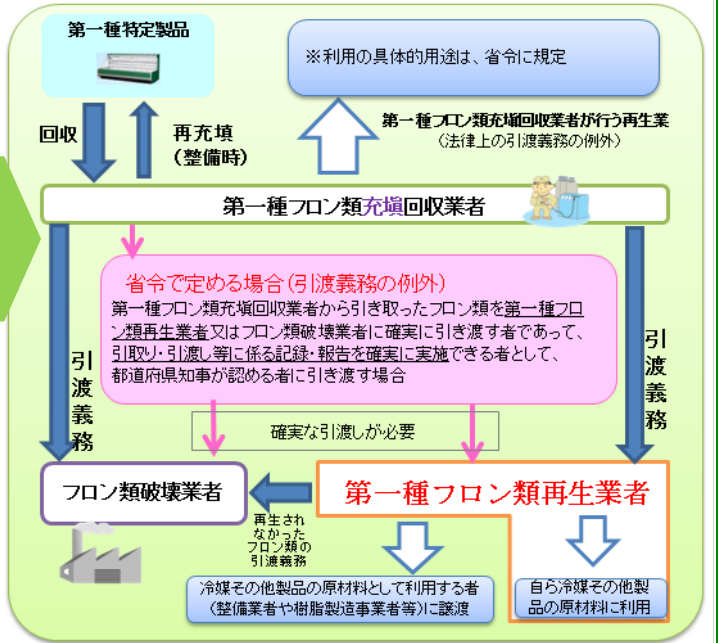 第一種特定製品
※利用の具体的用途は、省令に規定
回収
再充填
（整備時）
第一種フロン類充塡回収業者が行う再生業
（法律上の引渡義務の例外）
第一種フロン類充塡回収業者
省令で定める場合（引渡義務の例外）
第一種フロン類充塡回収業者から引き取ったフロン類を第一種フロ
ン類再生業者又はフロン類破壊業者に確実に引き渡す者であって、
引取り・引渡し等に係る記録・報告を確実に実施できる者として、
都道府県知事が認める者に引き渡す場合
引渡義務
引渡義務
確実な引渡しが必要
フロン類破壊業者
第一種フロン類再生業者
再生され
なかった
フロン類の
引渡義務
冷媒その他製品の原材料として利用する者
（整備業者や樹脂製造事業者等）に譲渡
自ら冷媒その他製
品の原材料に利用